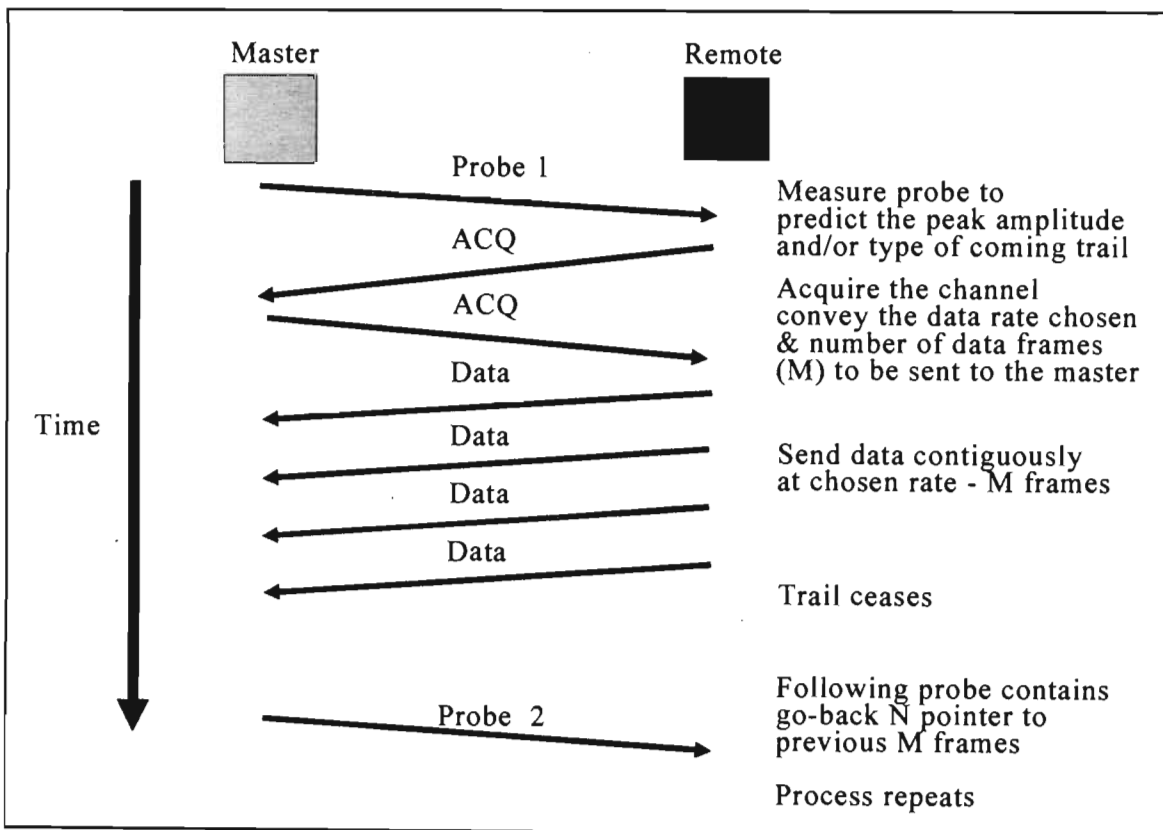 Master
Remote
Probe 1
Measure probe to
predict the peak amplitude
and/or type of coming trail
ACQ
Acquire the channel
convey the data rate chosen
& number of data frames
(M) to be sent to the master
ACQ
Data
Time
Data
Send data contiguously
at chosen rate - M frames
Data
Data
Trail ceases
Following probe contains
go-back N pointer to
previous M frames
Probe 2
Process repeats